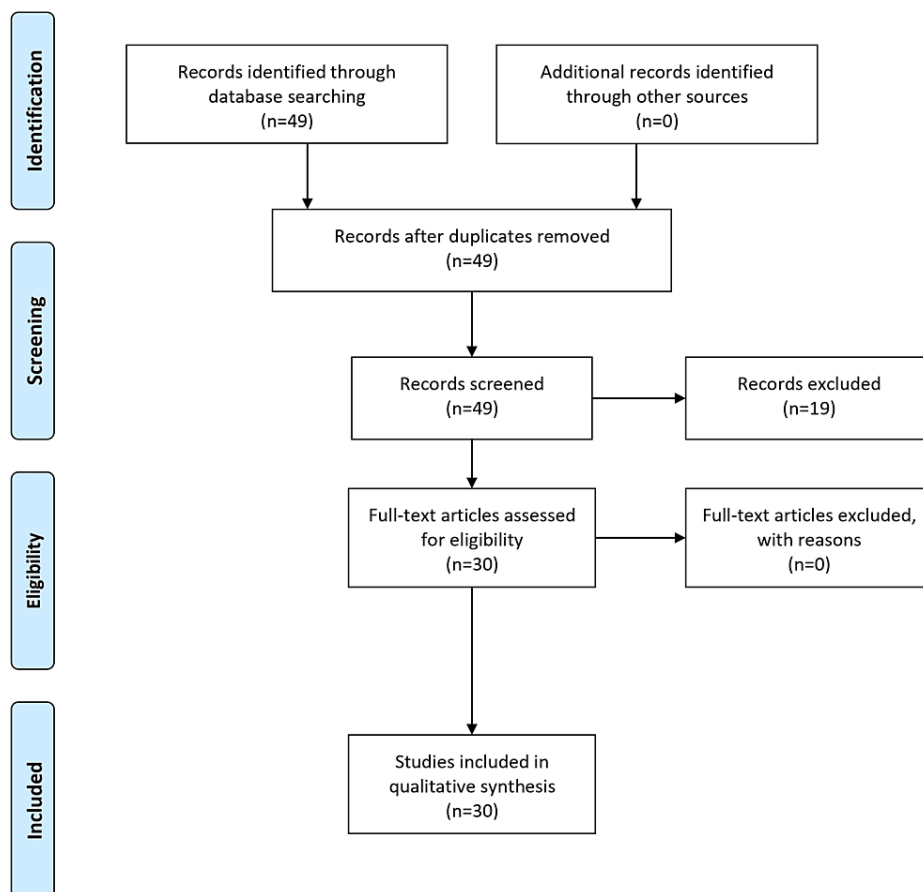 Identification
Records identified through
database searching
(n=49)
Additional records identified
through other sources
(n=0)
Records after duplicates removed
(n=49)
Screening
Records screened
(n=49)
Records excluded
(n=19)
Eligibility
Full-text articles assessed
for eligibility
(n=30)
Full-text articles excluded,
with reasons
(n=0)
Included
Studies included in
qualitative synthesis
(n=30)